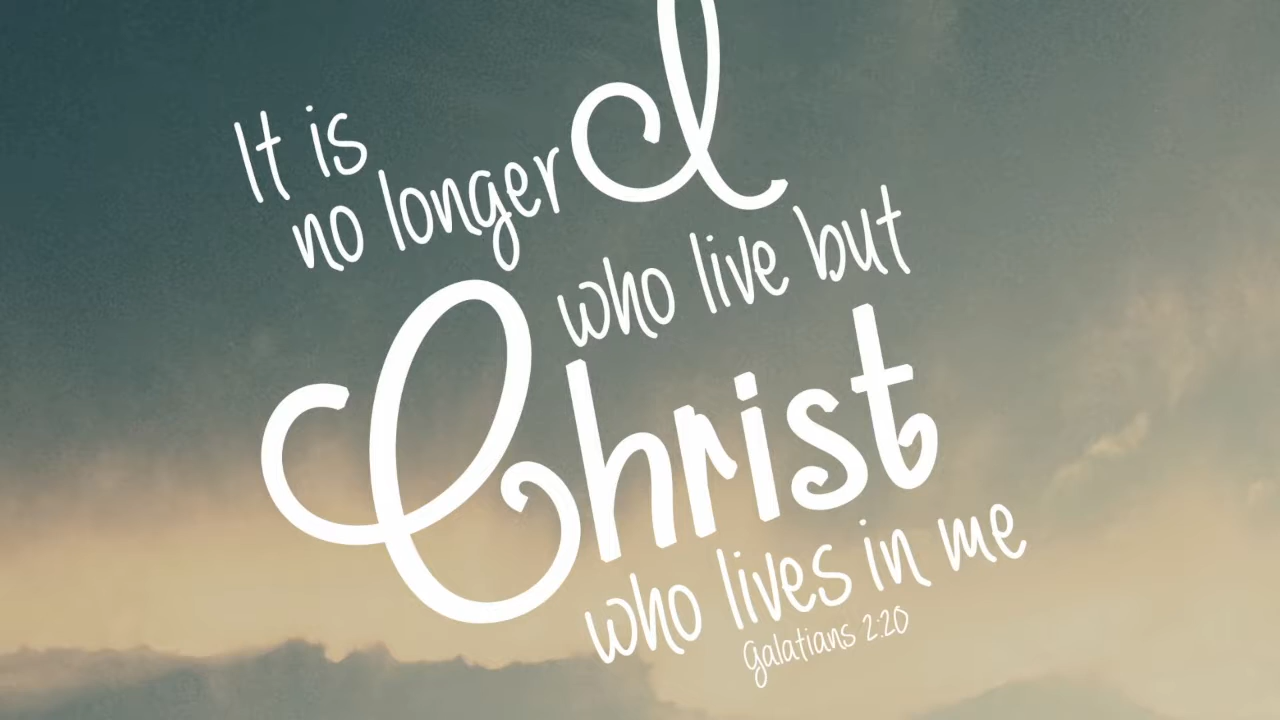 It is
no longer I
who live but
Christ
who lives in me
Galatians 2:20